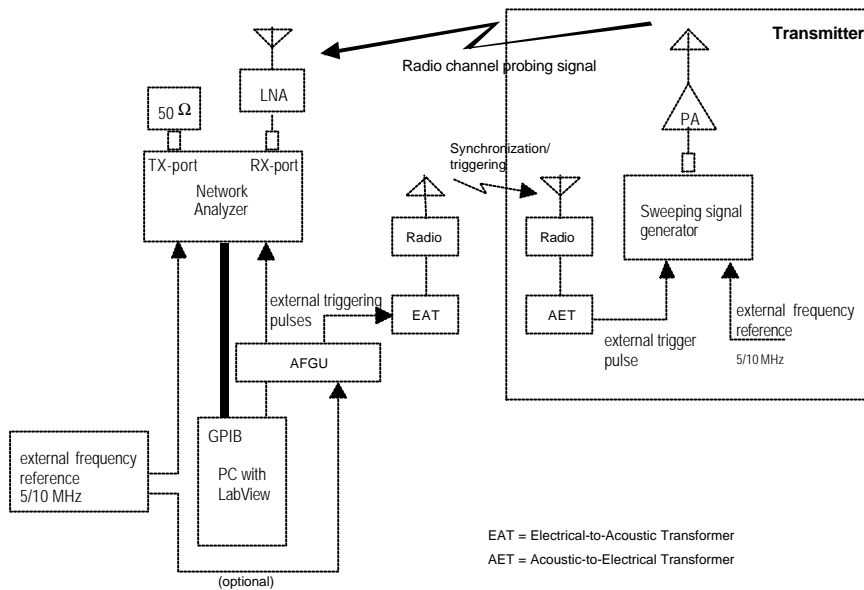 Transmitter
Radio channel probing signal
LNA
PA
50 Ω
TX-port
RX-port
Network
Analyzer
Synchronization/
triggering
Sweeping signal
generator
Radio
Radio
external triggering
pulses
EAT
AET
external trigger
pulse
external frequency
reference
5/10 MHz
AFGU
GPIB
PC with
LabView
external frequency
reference
5/10 MHz
(optional)
EAT = Electrical-to-Acoustic Transformer
AET = Acoustic-to-Electrical Transformer